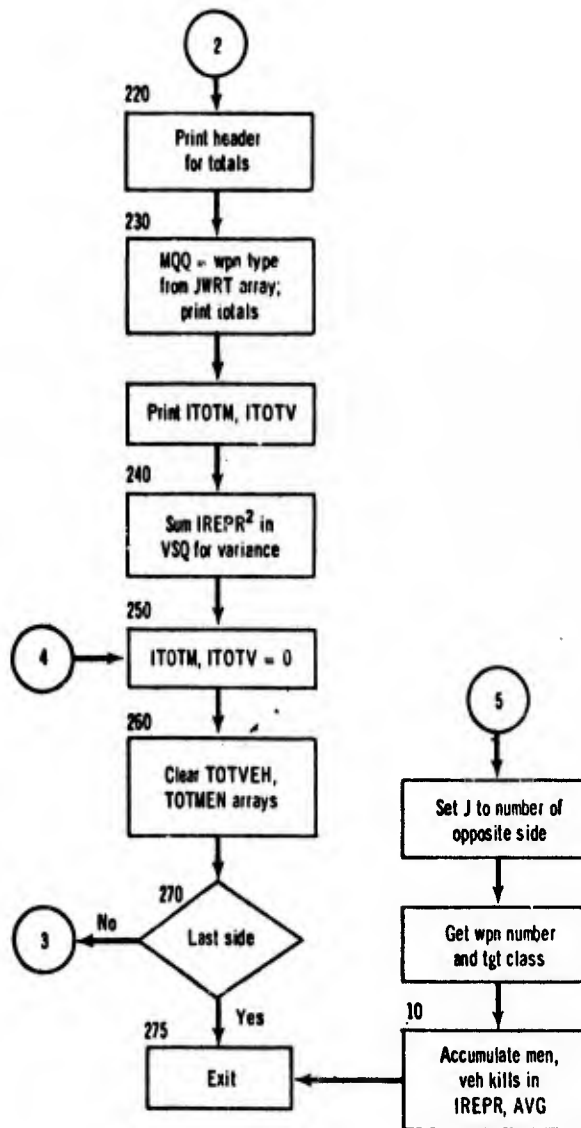 2
220
Print header
for totals
230
MQQ = wpn type
from JWRT array;
print totals
Print ITOTM, ITOTV
240
Sum IREPR² in
VSQ for variance
250
4
ITOTM, ITOTV = 0
260
Clear TOTVEH,
TOTMEN arrays
270
3
No
Last side
Yes
275
Exit
5
Set J to number of
opposite side
Get wpn number
and tgt class
10
Accumulate men,
veh kills in
IREPR, AVG